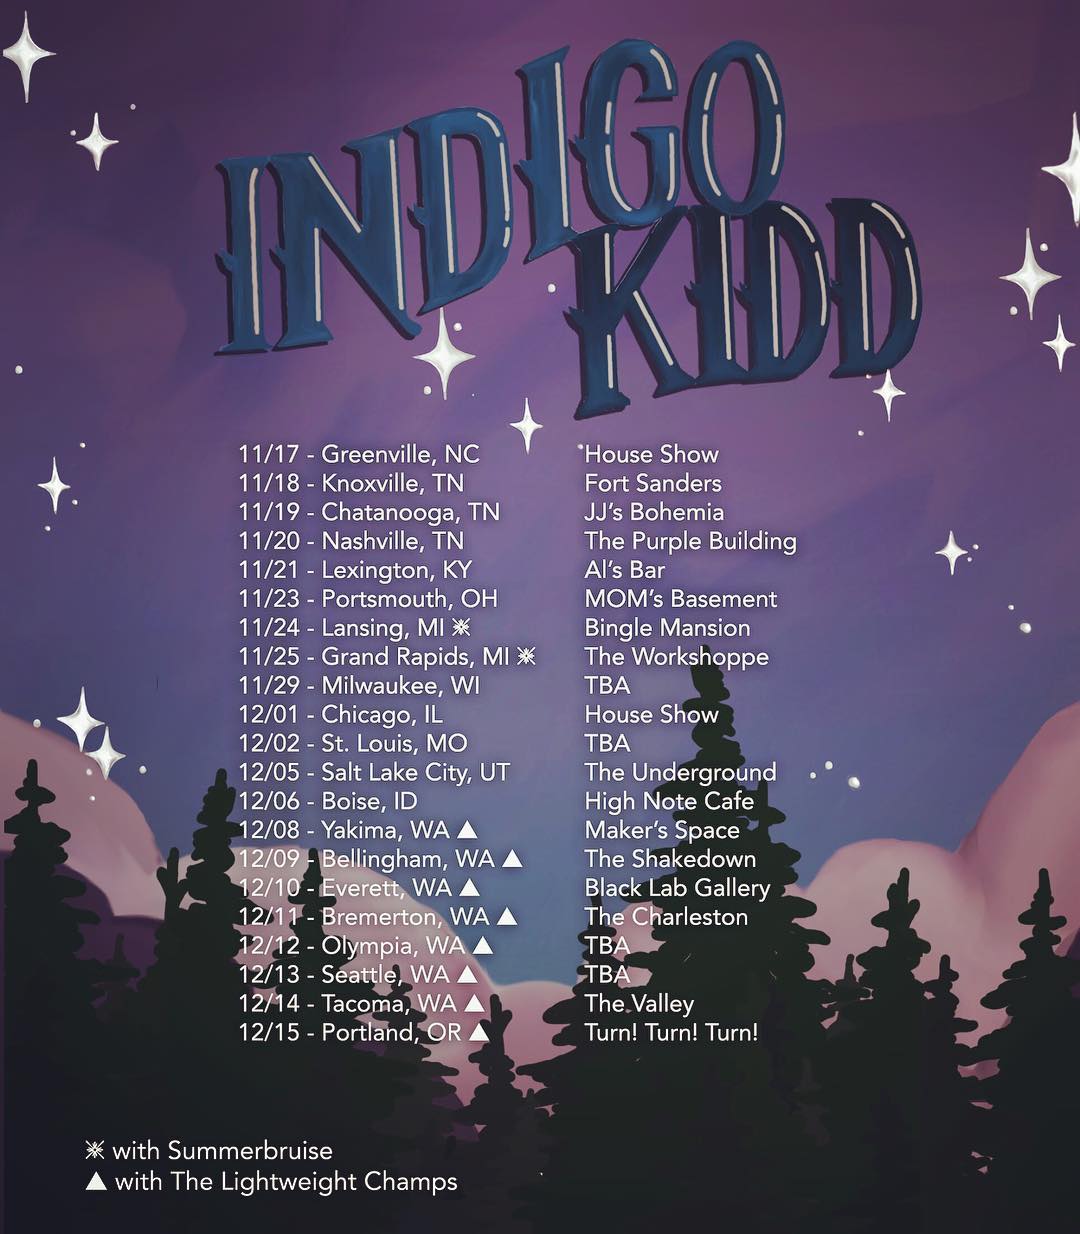 INDIGO
KIDD
11/17 - Greenville, NC House Show
11/18 - Knoxville, TN Fort Sanders
11/19 - Chatanooga, TN JJ's Bohemia
11/20 - Nashville, TN The Purple Building
11/21 - Lexington, KY Al's Bar
11/23 - Portsmouth, OH MOM's Basement
11/24 - Lansing, MI ※ Bingle Mansion
11/25 - Grand Rapids, MI ※ The Workshoppe
11/29 - Milwaukee, WI TBA
12/01 - Chicago, IL House Show
12/02 - St. Louis, MO TBA
12/05 - Salt Lake City, UT The Underground
12/06 - Boise, ID High Note Cafe
12/08 - Yakima, WA ▲ Maker's Space
12/09 - Bellingham, WA ▲ The Shakedown
12/10 - Everett, WA ▲ Black Lab Gallery
12/11 - Bremerton, WA ▲ The Charleston
12/12 - Olympia, WA ▲ TBA
12/13 - Seattle, WA ▲ TBA
12/14 - Tacoma, WA ▲ The Valley
12/15 - Portland, OR ▲ Turn! Turn! Turn!
※ with Summerbruise
▲ with The Lightweight Champs